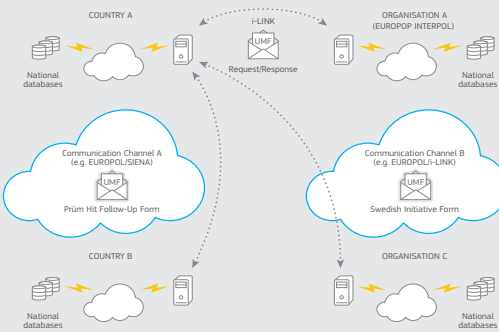 COUNTRY A
i-LINK
ORGANISATION A
(EUROPOP INTERPOL)
UMF
Request/Response
National
databases
National
databases
Communication Channel A
(e.g. EUROPOL/SIENA)
UMF
Prüm Hit Follow-Up Form
Communication Channel B
(e.g. EUROPOL/i-LINK)
UMF
Swedish Initiative Form
COUNTRY B
ORGANISATION C
National
databases
National
databases